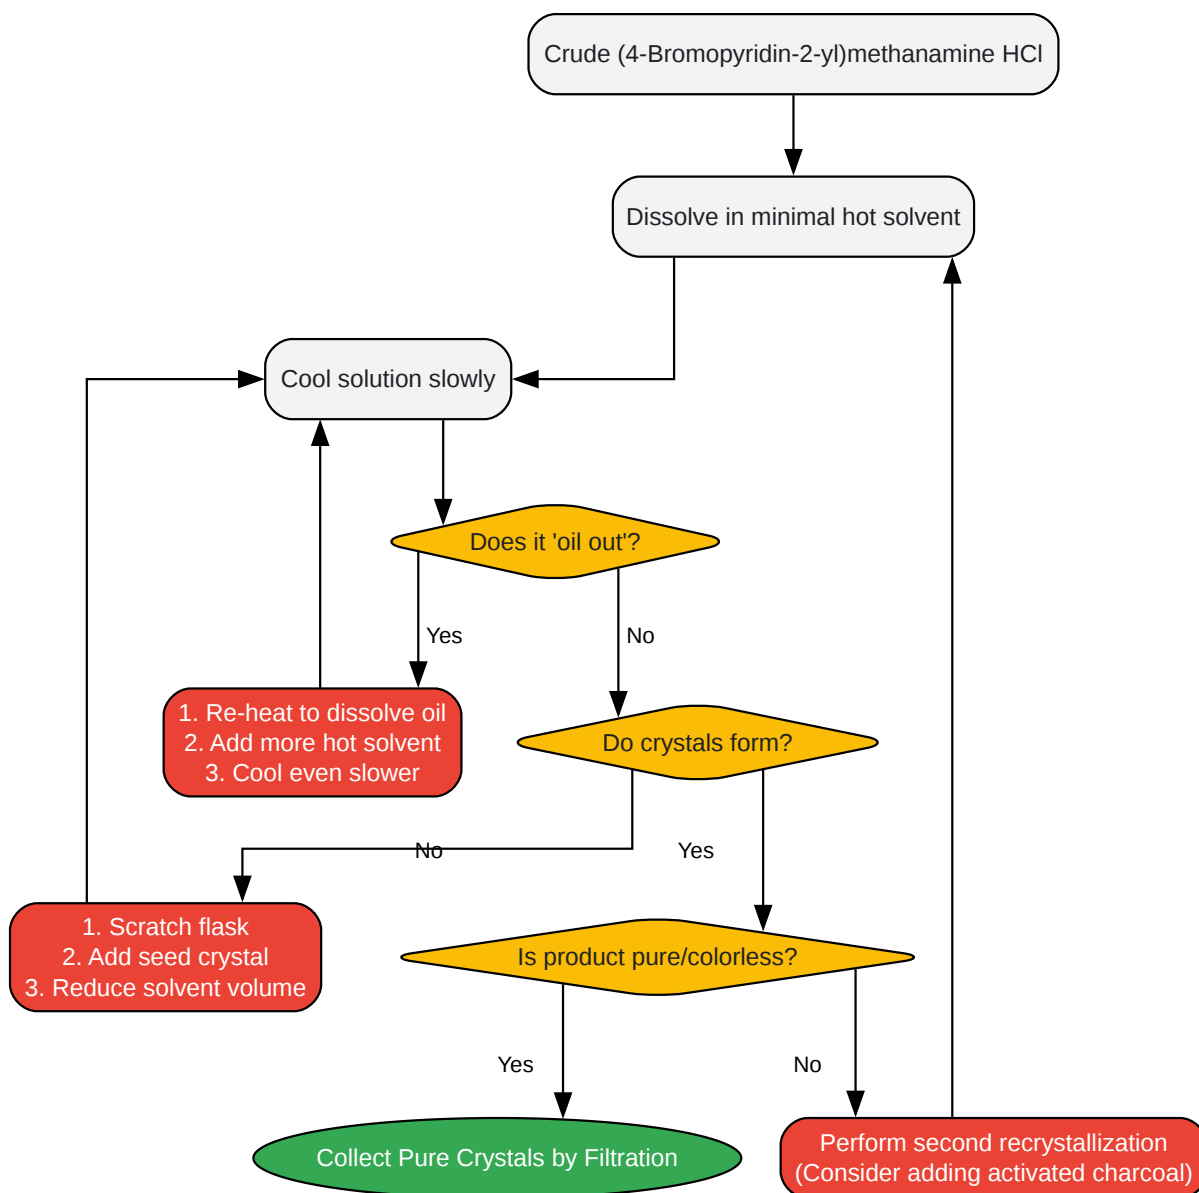 Crude (4-Bromopyridin-2-yl)methanamine HCl
Dissolve in minimal hot solvent
Cool solution slowly
Does it 'oil out'?
Yes
No
1. Re-heat to dissolve oil
2. Add more hot solvent
3. Cool even slower
Do crystals form?
No
Yes
1. Scratch flask
2. Add seed crystal
3. Reduce solvent volume
Is product pure/colorless?
Yes
No
Collect Pure Crystals by Filtration
Perform second recrystallization
(Consider adding activated charcoal)